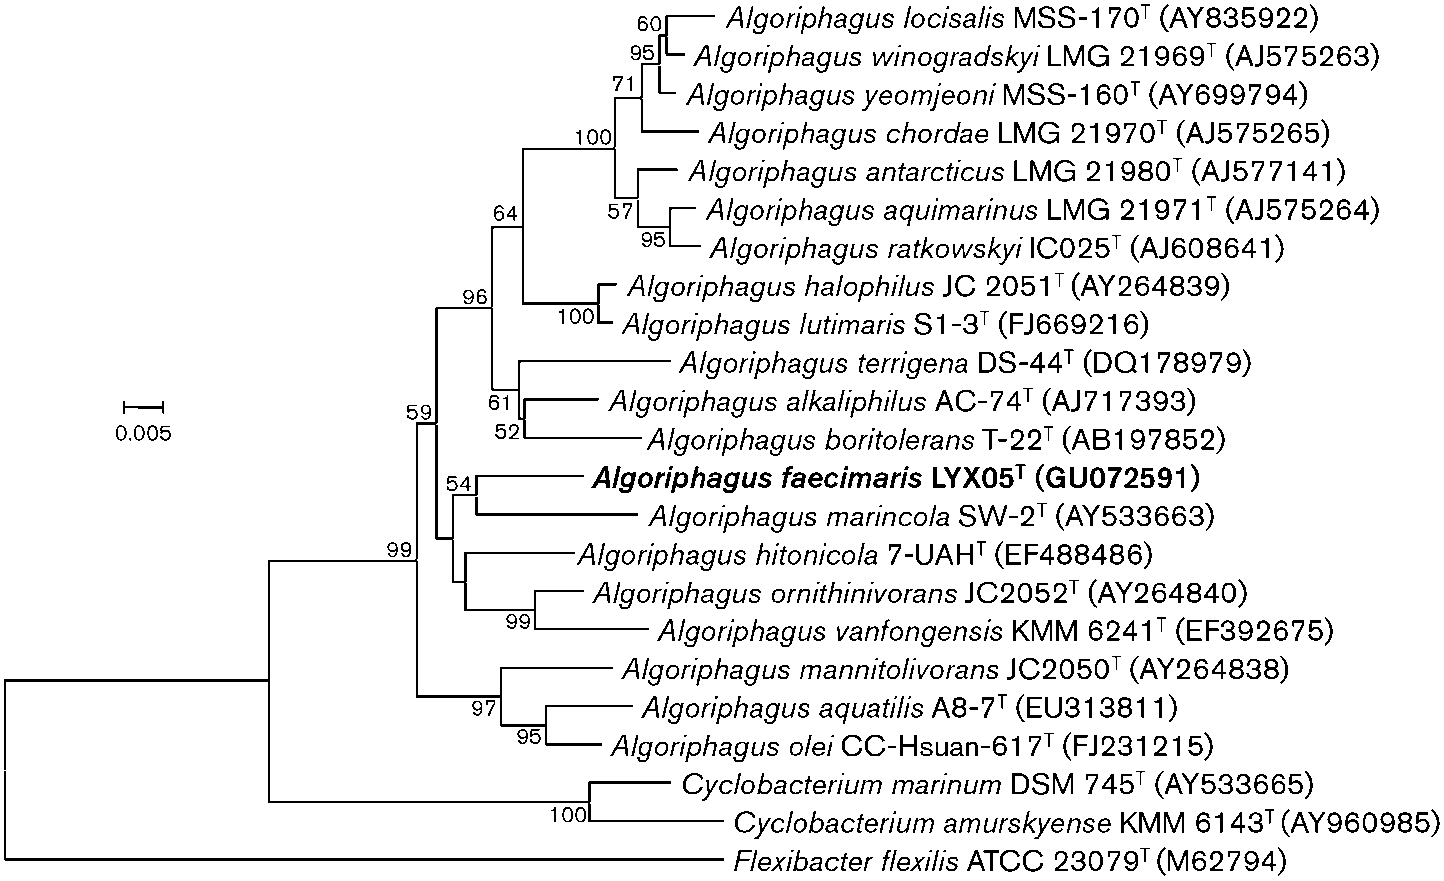 60 Algoriphagus locisalis MSS-170ᵀ (AY835922)
95 Algoriphagus winogradskyi LMG 21969ᵀ (AJ575263)
71 Algoriphagus yeomjeoni MSS-160ᵀ (AY699794)
100 Algoriphagus chordae LMG 21970ᵀ (AJ575265)
Algoriphagus antarcticus LMG 21980ᵀ (AJ577141)
64 57 Algoriphagus aquimarinus LMG 21971ᵀ (AJ575264)
95 Algoriphagus ratkowskyi IC025ᵀ (AJ608641)
96 Algoriphagus halophilus JC 2051ᵀ (AY264839)
100 Algoriphagus lutimaris S1-3ᵀ (FJ669216)
Algoriphagus terrigena DS-44ᵀ (DQ178979)
59 61 Algoriphagus alkaliphilus AC-74ᵀ (AJ717393)
0.005 52 Algoriphagus boritolerans T-22ᵀ (AB197852)
54 Algoriphagus faecimaris LYX05ᵀ (GU072591)
Algoriphagus marincola SW-2ᵀ (AY533663)
99 Algoriphagus hitonicola 7-UAHᵀ (EF488486)
Algoriphagus ornithinivorans JC2052ᵀ (AY264840)
99 Algoriphagus vanfongensis KMM 6241ᵀ (EF392675)
Algoriphagus mannitolivorans JC2050ᵀ (AY264838)
97 Algoriphagus aquatilis A8-7ᵀ (EU313811)
95 Algoriphagus olei CC-Hsuan-617ᵀ (FJ231215)
Cyclobacterium marinum DSM 745ᵀ (AY533665)
100 Cyclobacterium amurskyense KMM 6143ᵀ (AY960985)
Flexibacter flexilis ATCC 23079ᵀ (M62794)